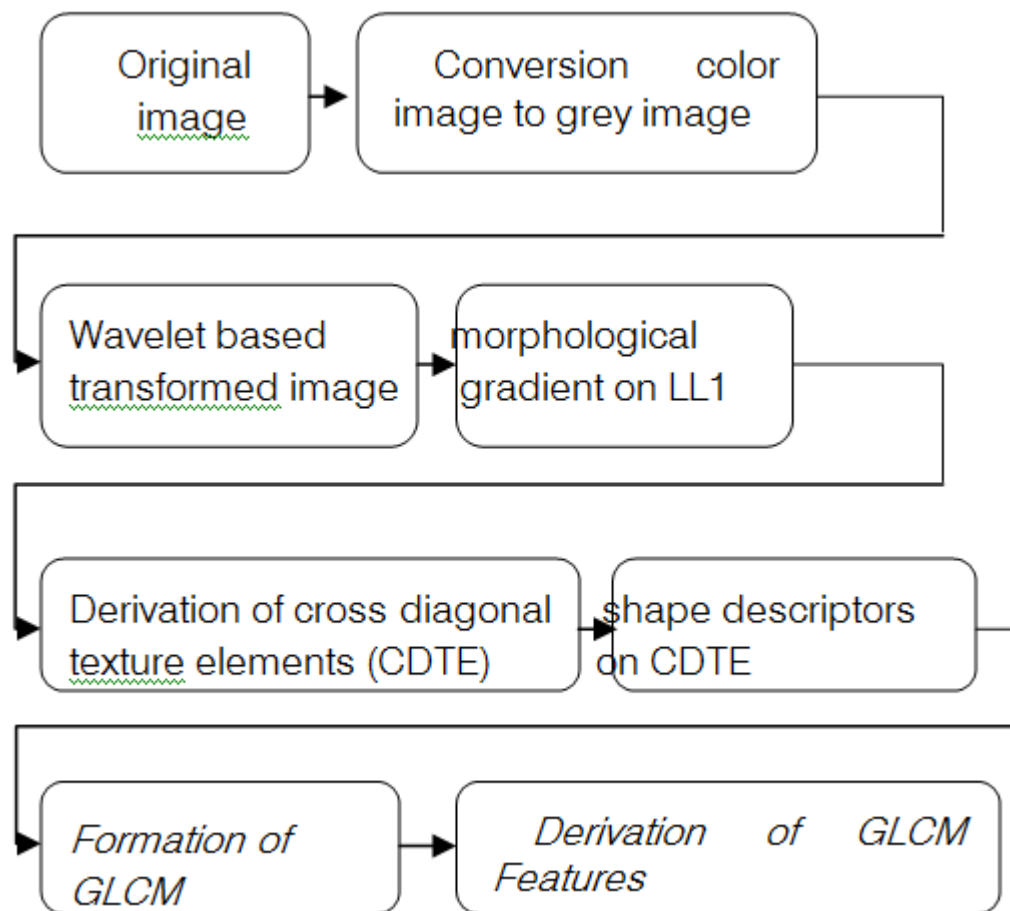 Original
image
Conversion color
image to grey image
Wavelet based
transformed image
morphological
gradient on LL1
Derivation of cross diagonal
texture elements (CDTE)
shape descriptors
on CDTE
Formation of
GLCM
Derivation of GLCM
Features